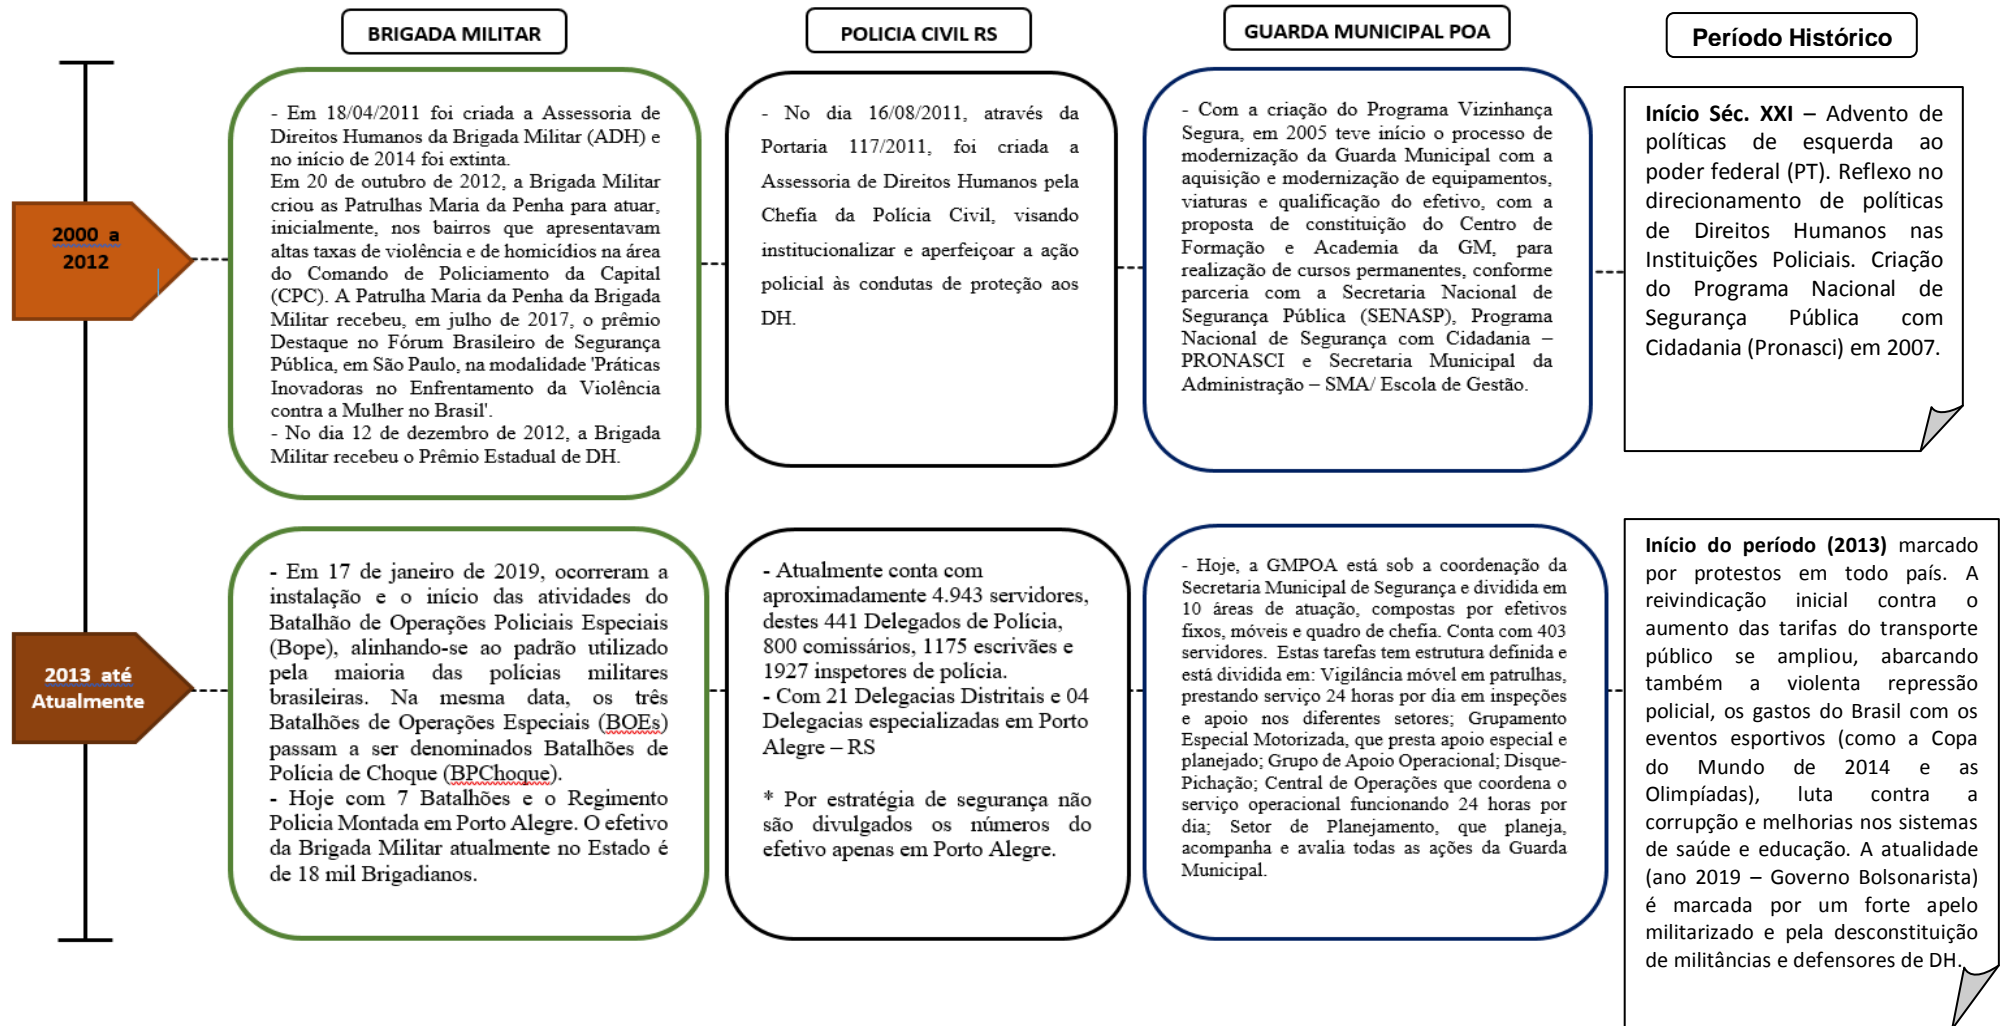 BRIGADA MILITAR
POLICIA CIVIL RS
GUARDA MUNICIPAL POA
Período Histórico
2000 a
2012
- Em 18/04/2011 foi criada a Assessoria de
Direitos Humanos da Brigada Militar (ADH) e
no início de 2014 foi extinta.
Em 20 de outubro de 2012, a Brigada Militar
criou as Patrulhas Maria da Penha para atuar,
inicialmente, nos bairros que apresentavam
altas taxas de violência e de homicídios na área
do Comando de Policiamento da Capital
(CPC). A Patrulha Maria da Penha da Brigada
Militar recebeu, em julho de 2017, o prêmio
Destaque no Fórum Brasileiro de Segurança
Pública, em São Paulo, na modalidade 'Práticas
Inovadoras no Enfrentamento da Violência
contra a Mulher no Brasil'.
- No dia 12 de dezembro de 2012, a Brigada
Militar recebeu o Prêmio Estadual de DH.
- No dia 16/08/2011, através da
Portaria 117/2011, foi criada a
Assessoria de Direitos Humanos pela
Chefia da Polícia Civil, visando
institucionalizar e aperfeiçoar a ação
policial às condutas de proteção aos
DH.
- Com a criação do Programa Vizinhança
Segura, em 2005 teve início o processo de
modernização da Guarda Municipal com a
aquisição e modernização de equipamentos,
viaturas e qualificação do efetivo, com a
proposta de constituição do Centro de
Formação e Academia da GM, para
realização de cursos permanentes, conforme
parceria com a Secretaria Nacional de
Segurança Pública (SENASP), Programa
Nacional de Segurança com Cidadania –
PRONASCI e Secretaria Municipal da
Administração – SMA/ Escola de Gestão.
Início Séc. XXI – Advento de
políticas de esquerda ao
poder federal (PT). Reflexo no
direcionamento de políticas
de Direitos Humanos nas
Instituições Policiais. Criação
do Programa Nacional de
Segurança Pública com
Cidadania (Pronasci) em 2007.
2013 até
Atualmente
- Em 17 de janeiro de 2019, ocorreram a
instalação e o início das atividades do
Batalhão de Operações Policiais Especiais
(Bope), alinhando-se ao padrão utilizado
pela maioria das polícias militares
brasileiras. Na mesma data, os três
Batalhões de Operações Especiais (BOEs)
passam a ser denominados Batalhões de
Polícia de Choque (BPChoque).
- Hoje com 7 Batalhões e o Regimento
Policia Montada em Porto Alegre. O efetivo
da Brigada Militar atualmente no Estado é
de 18 mil Brigadianos.
- Atualmente conta com
aproximadamente 4.943 servidores,
destes 441 Delegados de Polícia,
800 comissários, 1175 escrivães e
1927 inspetores de polícia.
- Com 21 Delegacias Distritais e 04
Delegacias especializadas em Porto
Alegre – RS
* Por estratégia de segurança não
são divulgados os números do
efetivo apenas em Porto Alegre.
- Hoje, a GMPOA está sob a coordenação da
Secretaria Municipal de Segurança e dividida em
10 áreas de atuação, compostas por efetivos
fixos, móveis e quadro de chefia. Conta com 403
servidores. Estas tarefas tem estrutura definida e
está dividida em: Vigilância móvel em patrulhas,
prestando serviço 24 horas por dia em inspeções
e apoio nos diferentes setores; Grupamento
Especial Motorizada, que presta apoio especial e
planejado; Grupo de Apoio Operacional; Disque-
Pichação; Central de Operações que coordena o
serviço operacional funcionando 24 horas por
dia; Setor de Planejamento, que planeja,
acompanha e avalia todas as ações da Guarda
Municipal.
Início do período (2013) marcado
por protestos em todo país. A
reivindicação inicial contra o
aumento das tarifas do transporte
público se ampliou, abarcando
também a violenta repressão
policial, os gastos do Brasil com os
eventos esportivos (como a Copa
do Mundo de 2014 e as
Olimpíadas), luta contra a
corrupção e melhorias nos sistemas
de saúde e educação. A atualidade
(ano 2019 – Governo Bolsonarista)
é marcada por um forte apelo
militarizado e pela desconstituição
de militâncias e defensores de DH.